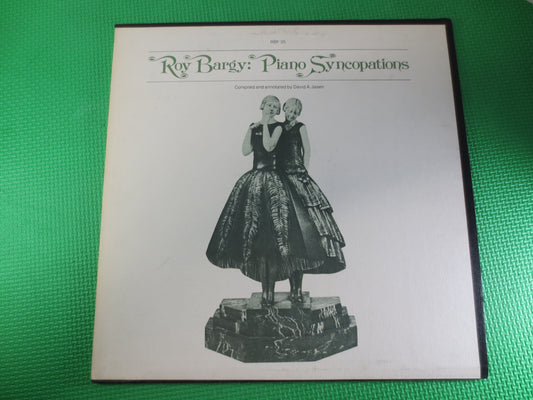 RBF 35
Roy Bargy: Piano Syncopations
Compiled and annotated by David A. Jasen